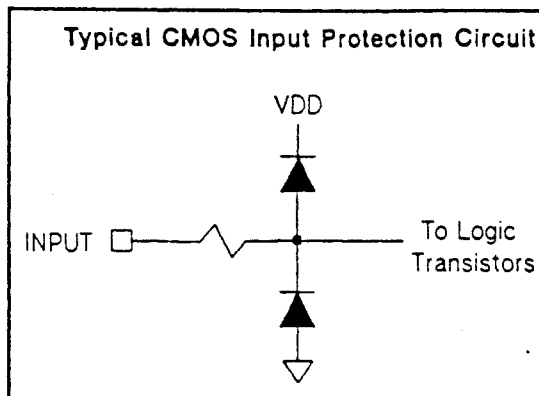 Typical CMOS Input Protection Circuit
VDD
INPUT
To Logic
Transistors